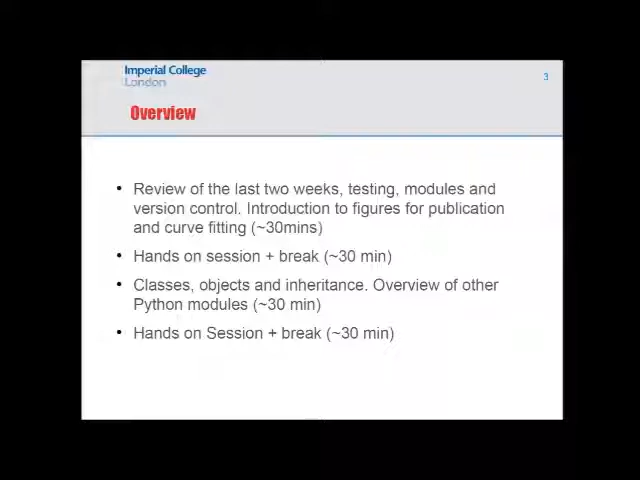 Imperial College
London
3
Overview
• Review of the last two weeks, testing, modules and
version control. Introduction to figures for publication
and curve fitting (~30mins)
• Hands on session + break (~30 min)
• Classes, objects and inheritance. Overview of other
Python modules (~30 min)
• Hands on Session + break (~30 min)